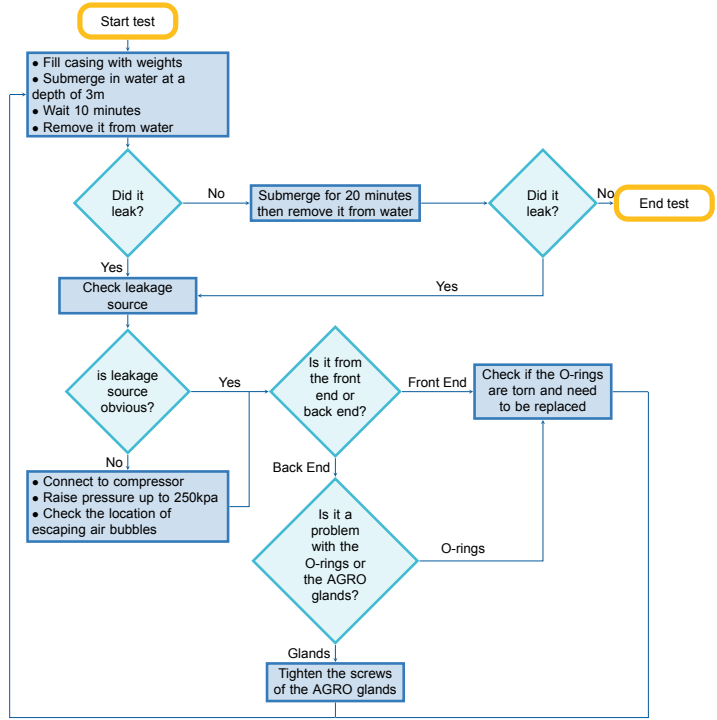 Start test
● Fill casing with weights
● Submerge in water at a
depth of 3m
● Wait 10 minutes
● Remove it from water
Did it
leak?
No
Submerge for 20 minutes
then remove it from water
Did it
leak?
No
End test
Yes
Check leakage
source
Yes
is leakage
source
obvious?
Yes
Is it from
the front
end or
back end?
Front End
Check if the O-rings
are torn and need
to be replaced
No
● Connect to compressor
● Raise pressure up to 250kpa
● Check the location of
escaping air bubbles
Back End
Is it a
problem
with the
O-rings or
the AGRO
glands?
O-rings
Glands
Tighten the screws
of the AGRO glands